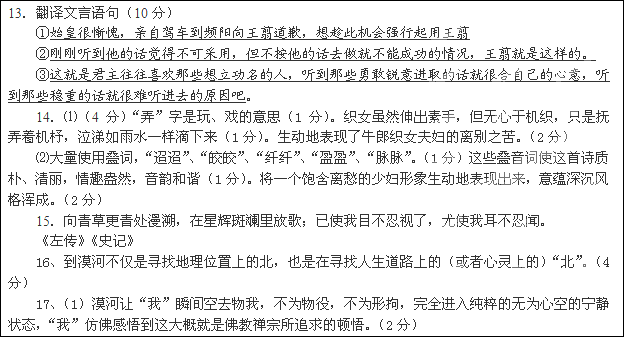 13．翻译文言语句（10 分）
①始皇很惭愧，亲自驾车到频阳向王翦道歉，想趁此机会强行起用王翦
②刚刚听到他的话觉得不可采用，但不按他的话去做就不能成功的情况，王翦就是这样的。
③这就是君主往往喜欢那些想立功名的人，听到那些勇敢锐意进取的话就很合自己的心意，听
到那些稳重的话就很难听进去的原因吧。
14．⑴（4 分）“弄”字是玩、戏的意思（1 分）。织女虽然伸出素手，但无心于机织，只是抚
弄着机杼，泣涕如雨水一样滴下来（1 分）。生动地表现了牛郎织女夫妇的离别之苦。（2 分）
⑵大量使用叠词，“迢迢”、“皎皎”、“纤纤”、“盈盈”、“脉脉”。（1 分）这些叠音词使这首诗质
朴、清丽，情趣盎然，音韵和谐（1 分）。将一个饱含离愁的少妇形象生动地表现出来，意蕴深沉风
格浑成。（2 分）
15．向青草更青处漫溯，在星辉斑斓里放歌；已使我目不忍视了，尤使我耳不忍闻。
《左传》《史记》
16、到漠河不仅是寻找地理位置上的北，也是在寻找人生道路上的（或者心灵上的）“北”。（4
分）
17、（1）漠河让“我”瞬间空去物我，不为物役，不为形拘，完全进入纯粹的无为心空的宁静
状态，“我”仿佛感悟到这大概就是佛教禅宗所追求的顿悟。（2 分）